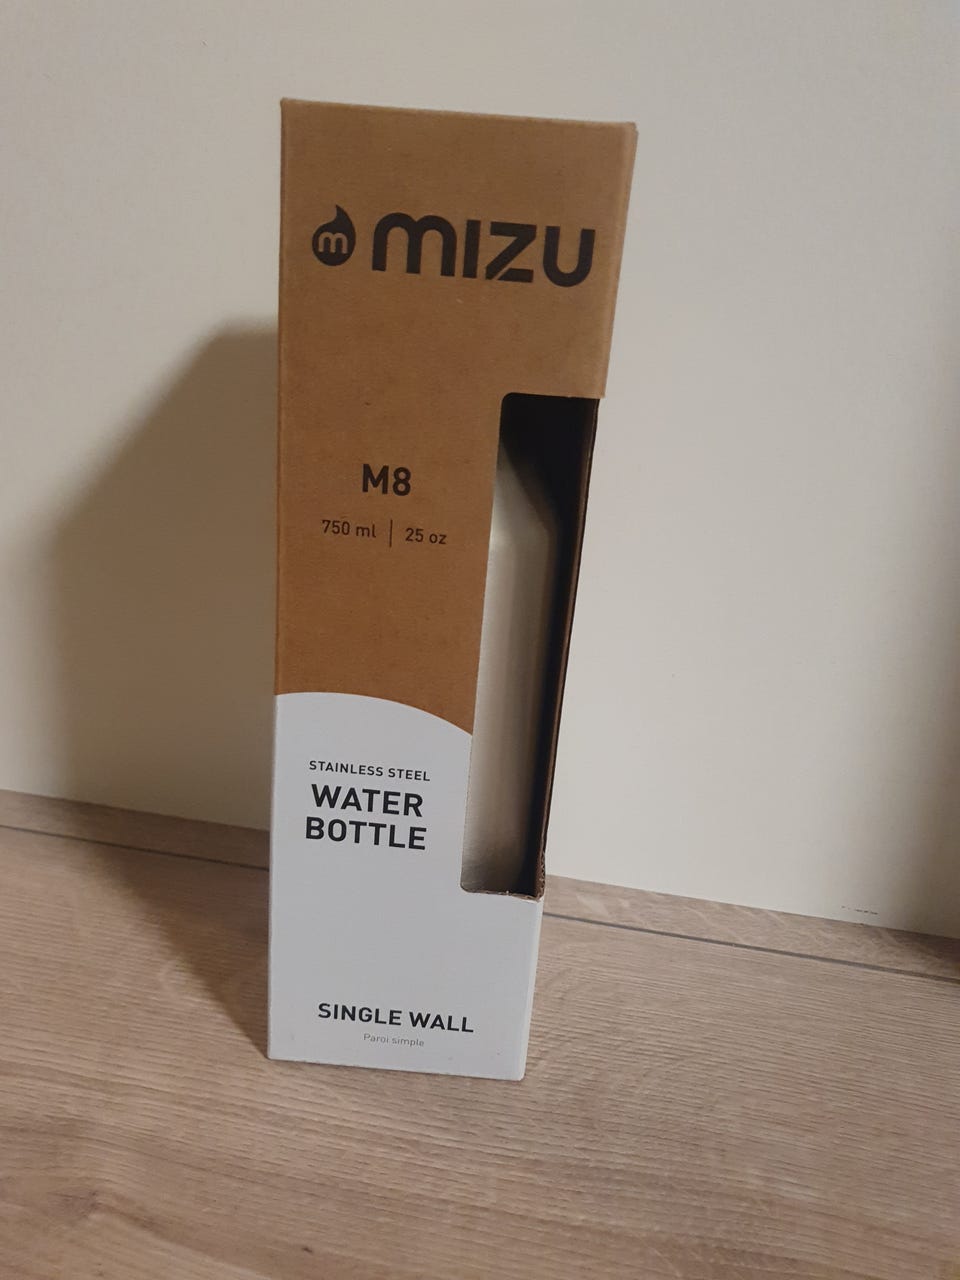 m mizu
M8
750 ml | 25 oz
STAINLESS STEEL
WATER
BOTTLE
SINGLE WALL
Paroi simple